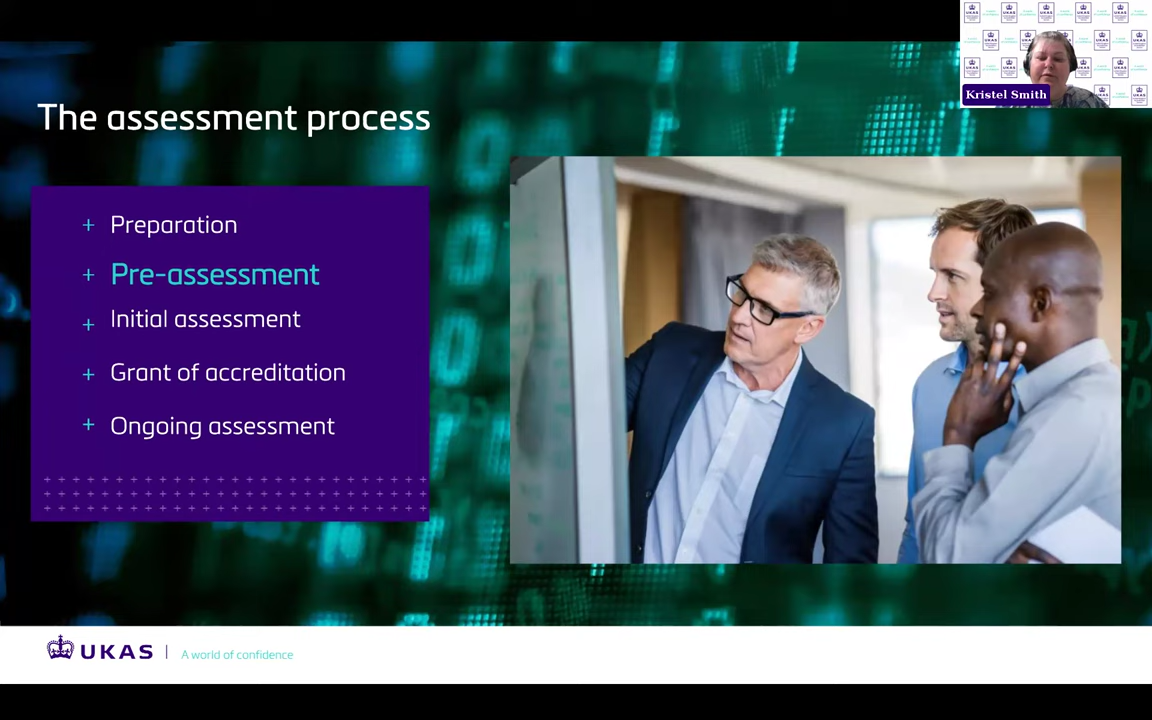 Kristel Smith
The assessment process
+ Preparation
+ Pre-assessment
+ Initial assessment
+ Grant of accreditation
+ Ongoing assessment
UKAS | A world of confidence